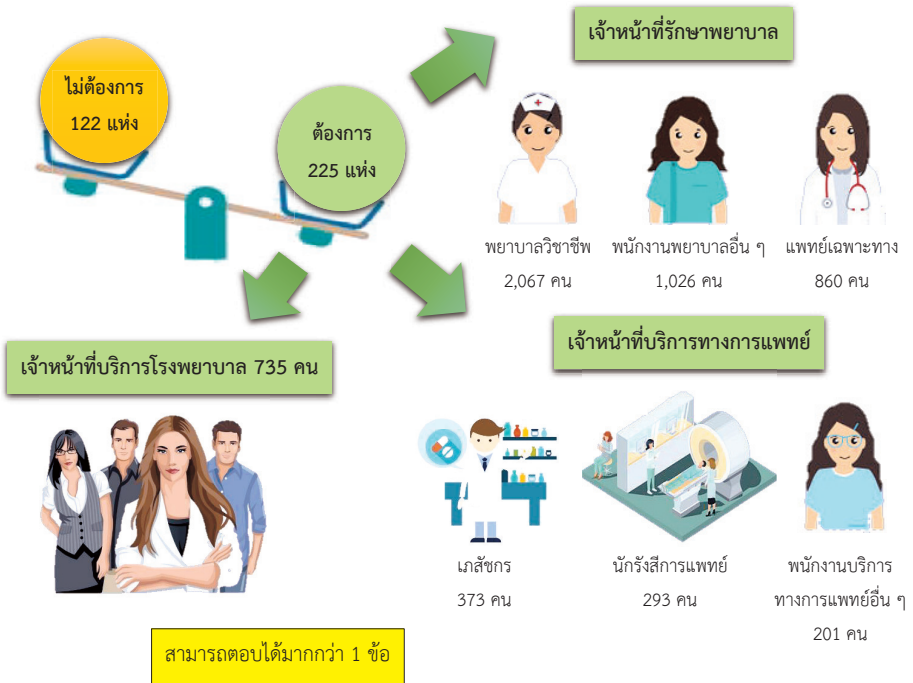 ไม่ต้องการ
122 แห่ง
ต้องการ
225 แห่ง
เจ้าหน้าที่รักษาพยาบาล
พยาบาลวิชาชีพ
2,067 คน
พนักงานพยาบาลอื่น ๆ
1,026 คน
แพทย์เฉพาะทาง
860 คน
เจ้าหน้าที่บริการโรงพยาบาล 735 คน
เจ้าหน้าที่บริการทางการแพทย์
เภสัชกร
373 คน
นักรังสีการแพทย์
293 คน
พนักงานบริการ
ทางการแพทย์อื่น ๆ
201 คน
สามารถตอบได้มากกว่า 1 ข้อ